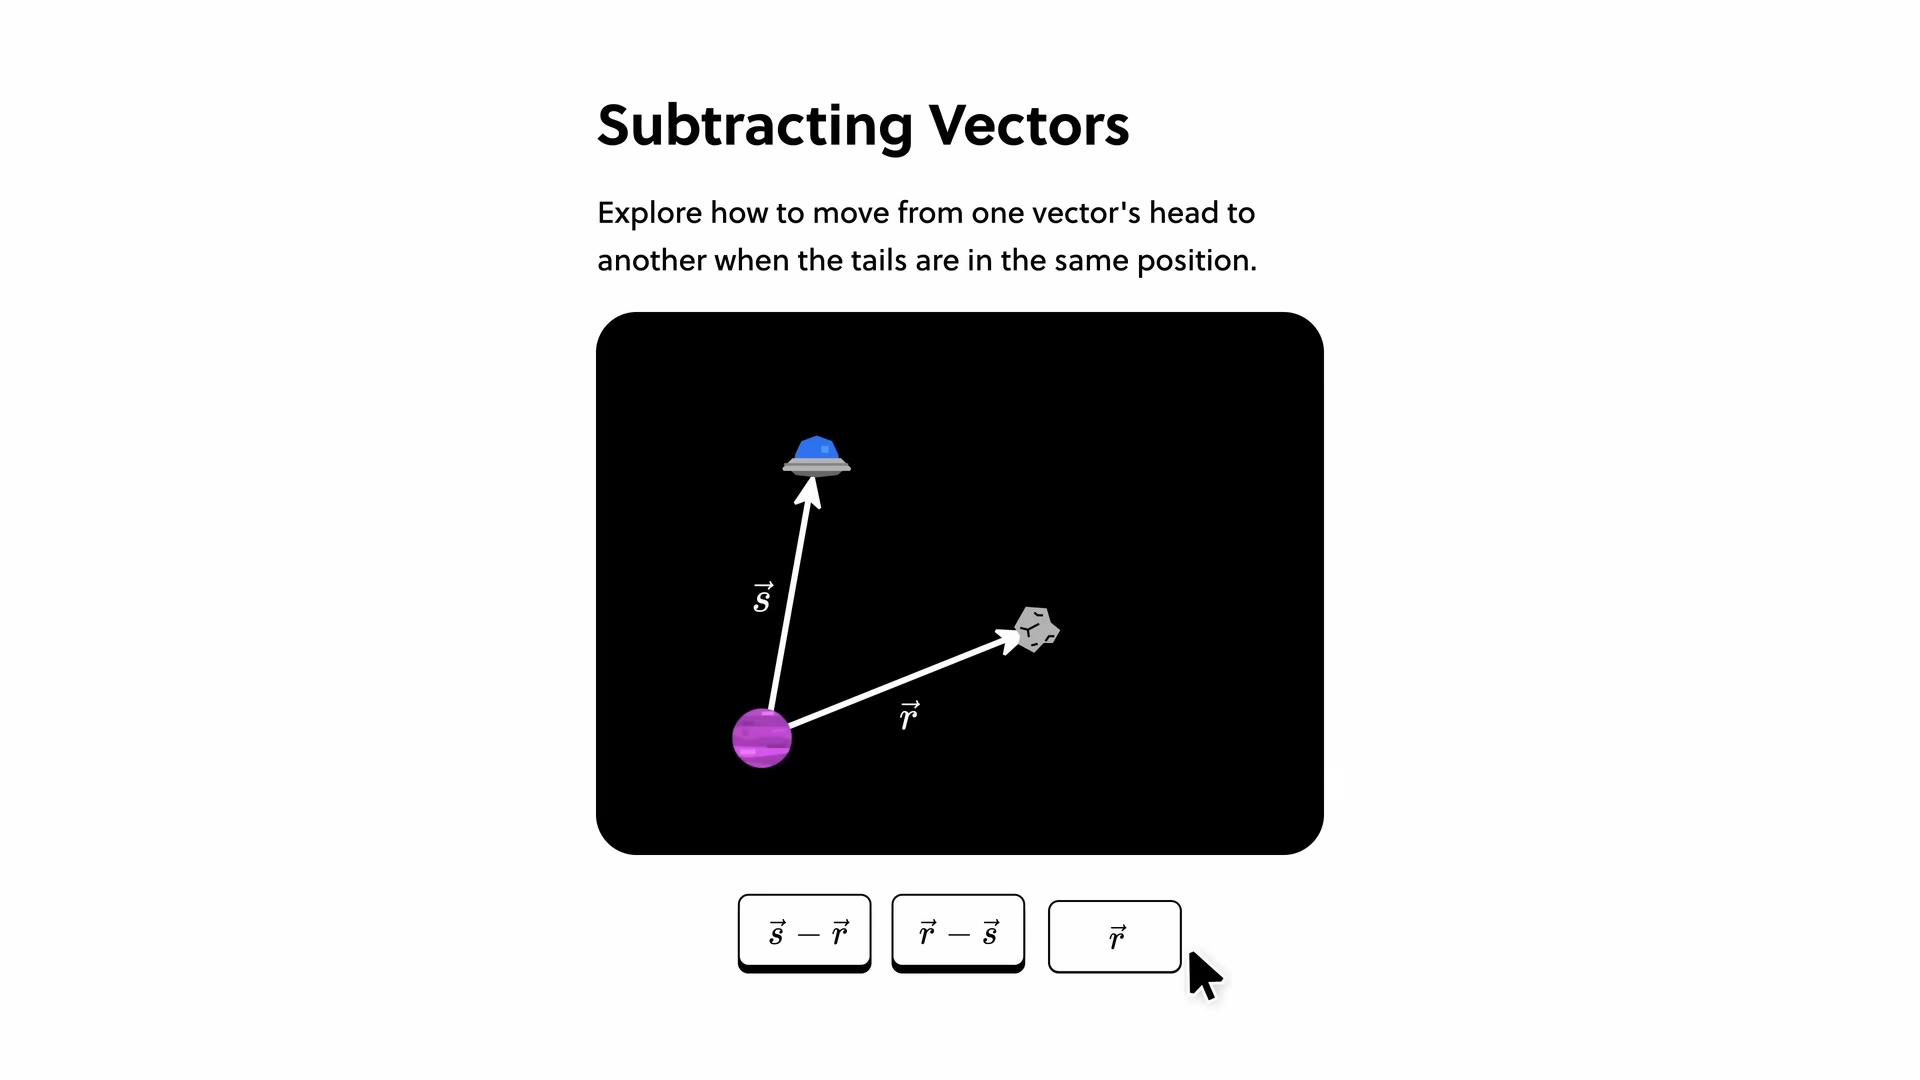 Subtracting Vectors
Explore how to move from one vector's head to
another when the tails are in the same position.
s⃗
r⃗
s⃗ − r⃗
r⃗ − s⃗
r⃗